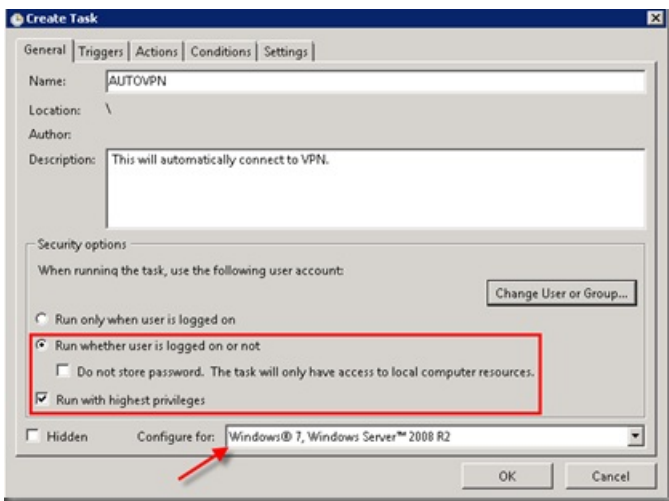 Create Task
General Triggers Actions Conditions Settings
Name: AUTOVPN
Location: \
Author:
Description: This will automatically connect to VPN.
Security options
When running the task, use the following user account:
Change User or Group...
Run only when user is logged on
Run whether user is logged on or not
Do not store password. The task will only have access to local computer resources.
Run with highest privileges
Hidden Configure for: Windows® 7, Windows Server™ 2008 R2
OK Cancel